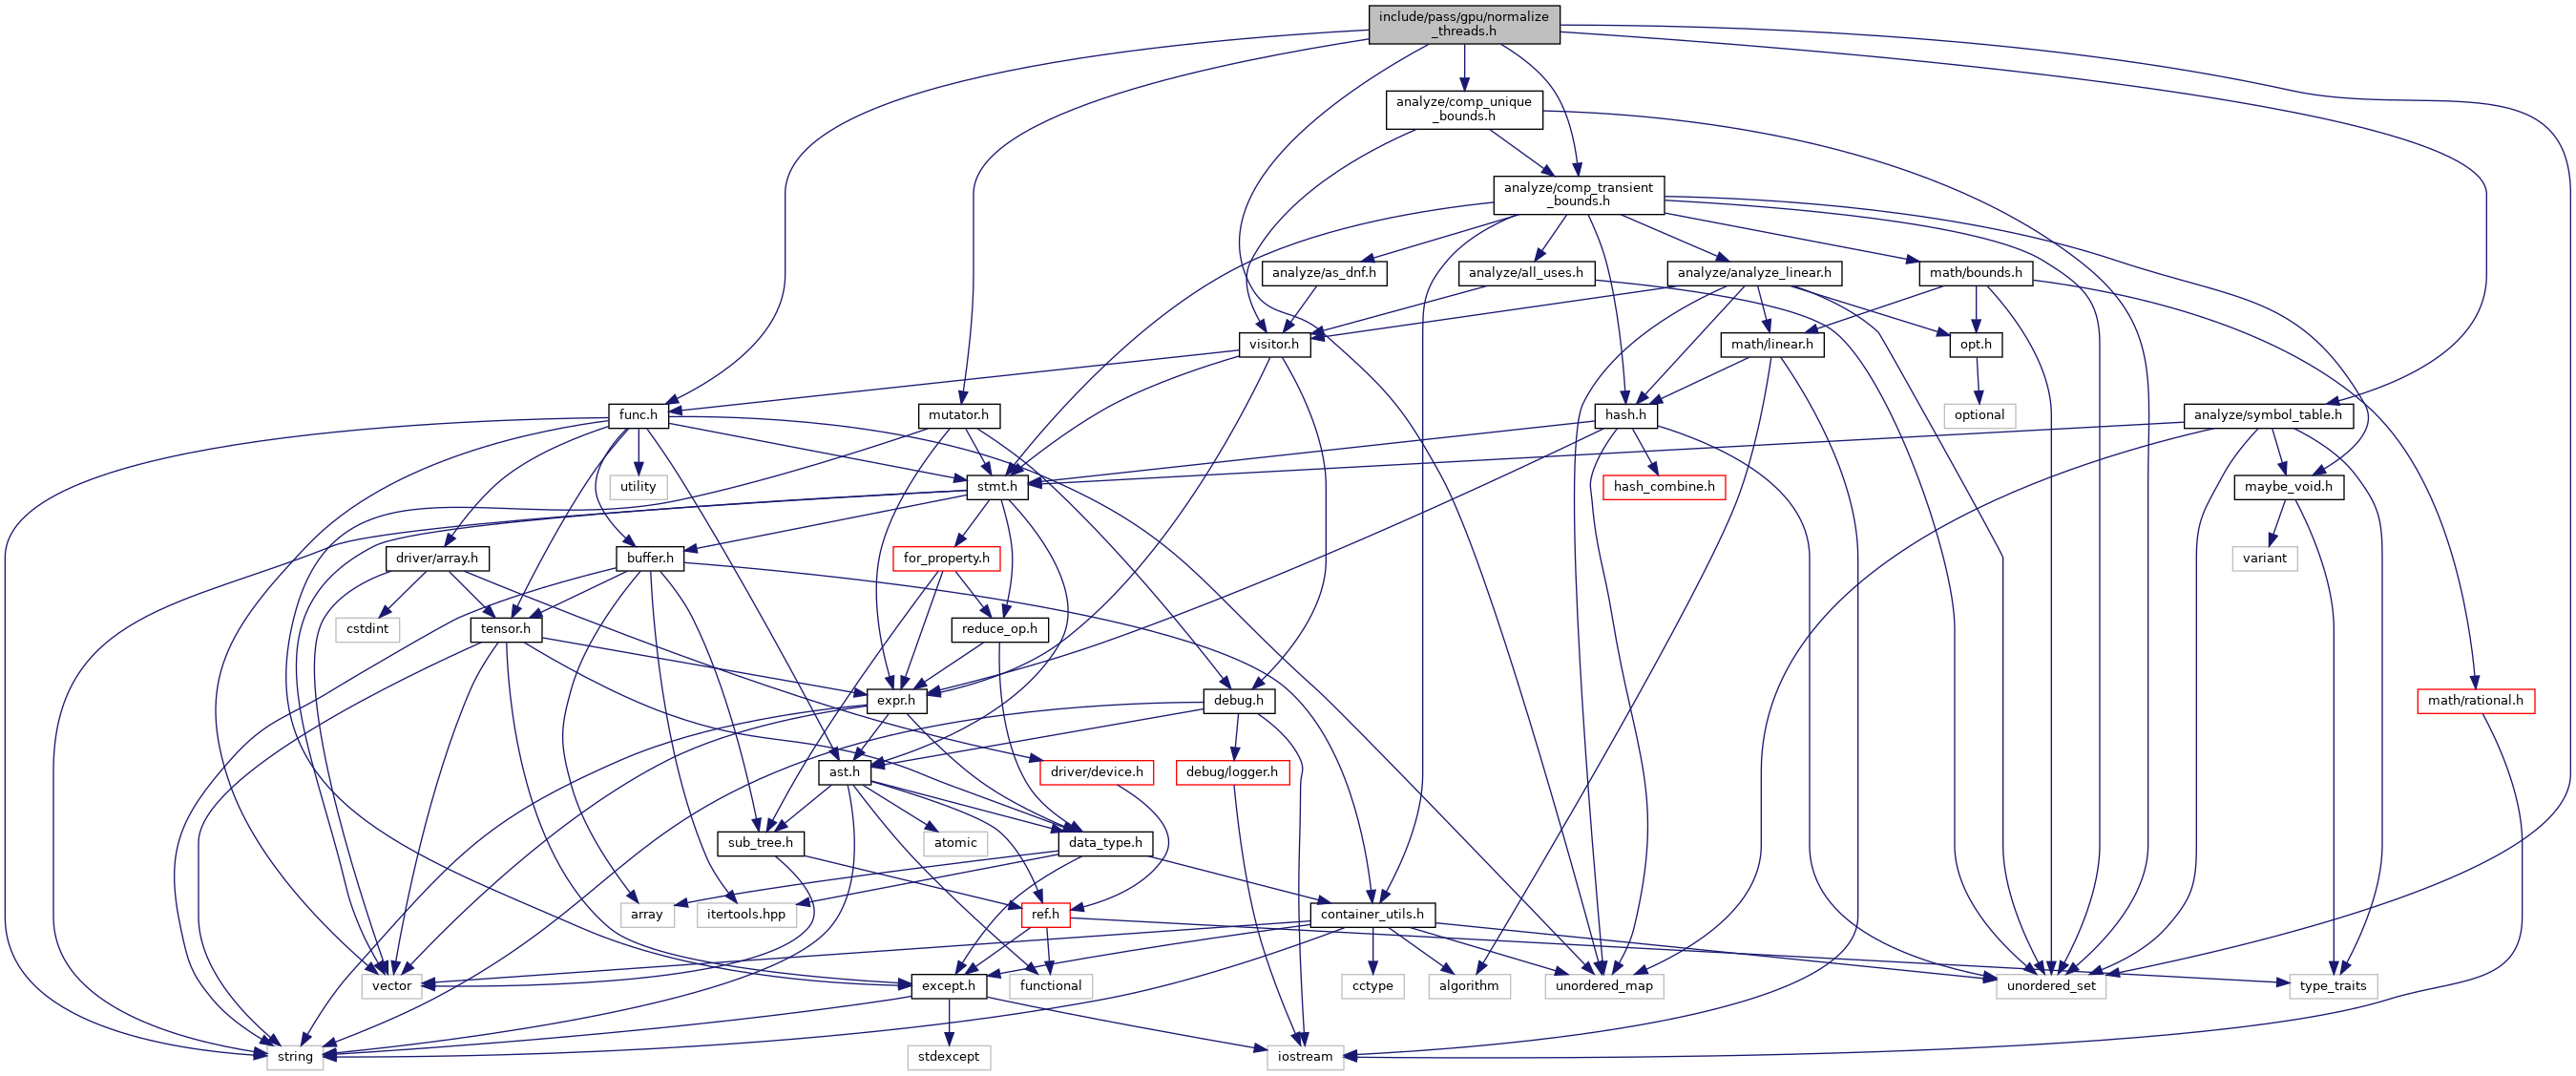 include/pass/gpu/normalize
_threads.h
analyze/comp_unique
_bounds.h
analyze/comp_transient
_bounds.h
analyze/as_dnf.h
analyze/all_uses.h
analyze/analyze_linear.h
math/bounds.h
visitor.h
math/linear.h
opt.h
func.h
mutator.h
hash.h
optional
analyze/symbol_table.h
utility
stmt.h
hash_combine.h
maybe_void.h
driver/array.h
buffer.h
for_property.h
variant
cstdint
tensor.h
reduce_op.h
expr.h
debug.h
math/rational.h
ast.h
driver/device.h
debug/logger.h
sub_tree.h
atomic
data_type.h
array
itertools.hpp
ref.h
container_utils.h
vector
except.h
functional
cctype
algorithm
unordered_map
unordered_set
type_traits
string
stdexcept
iostream